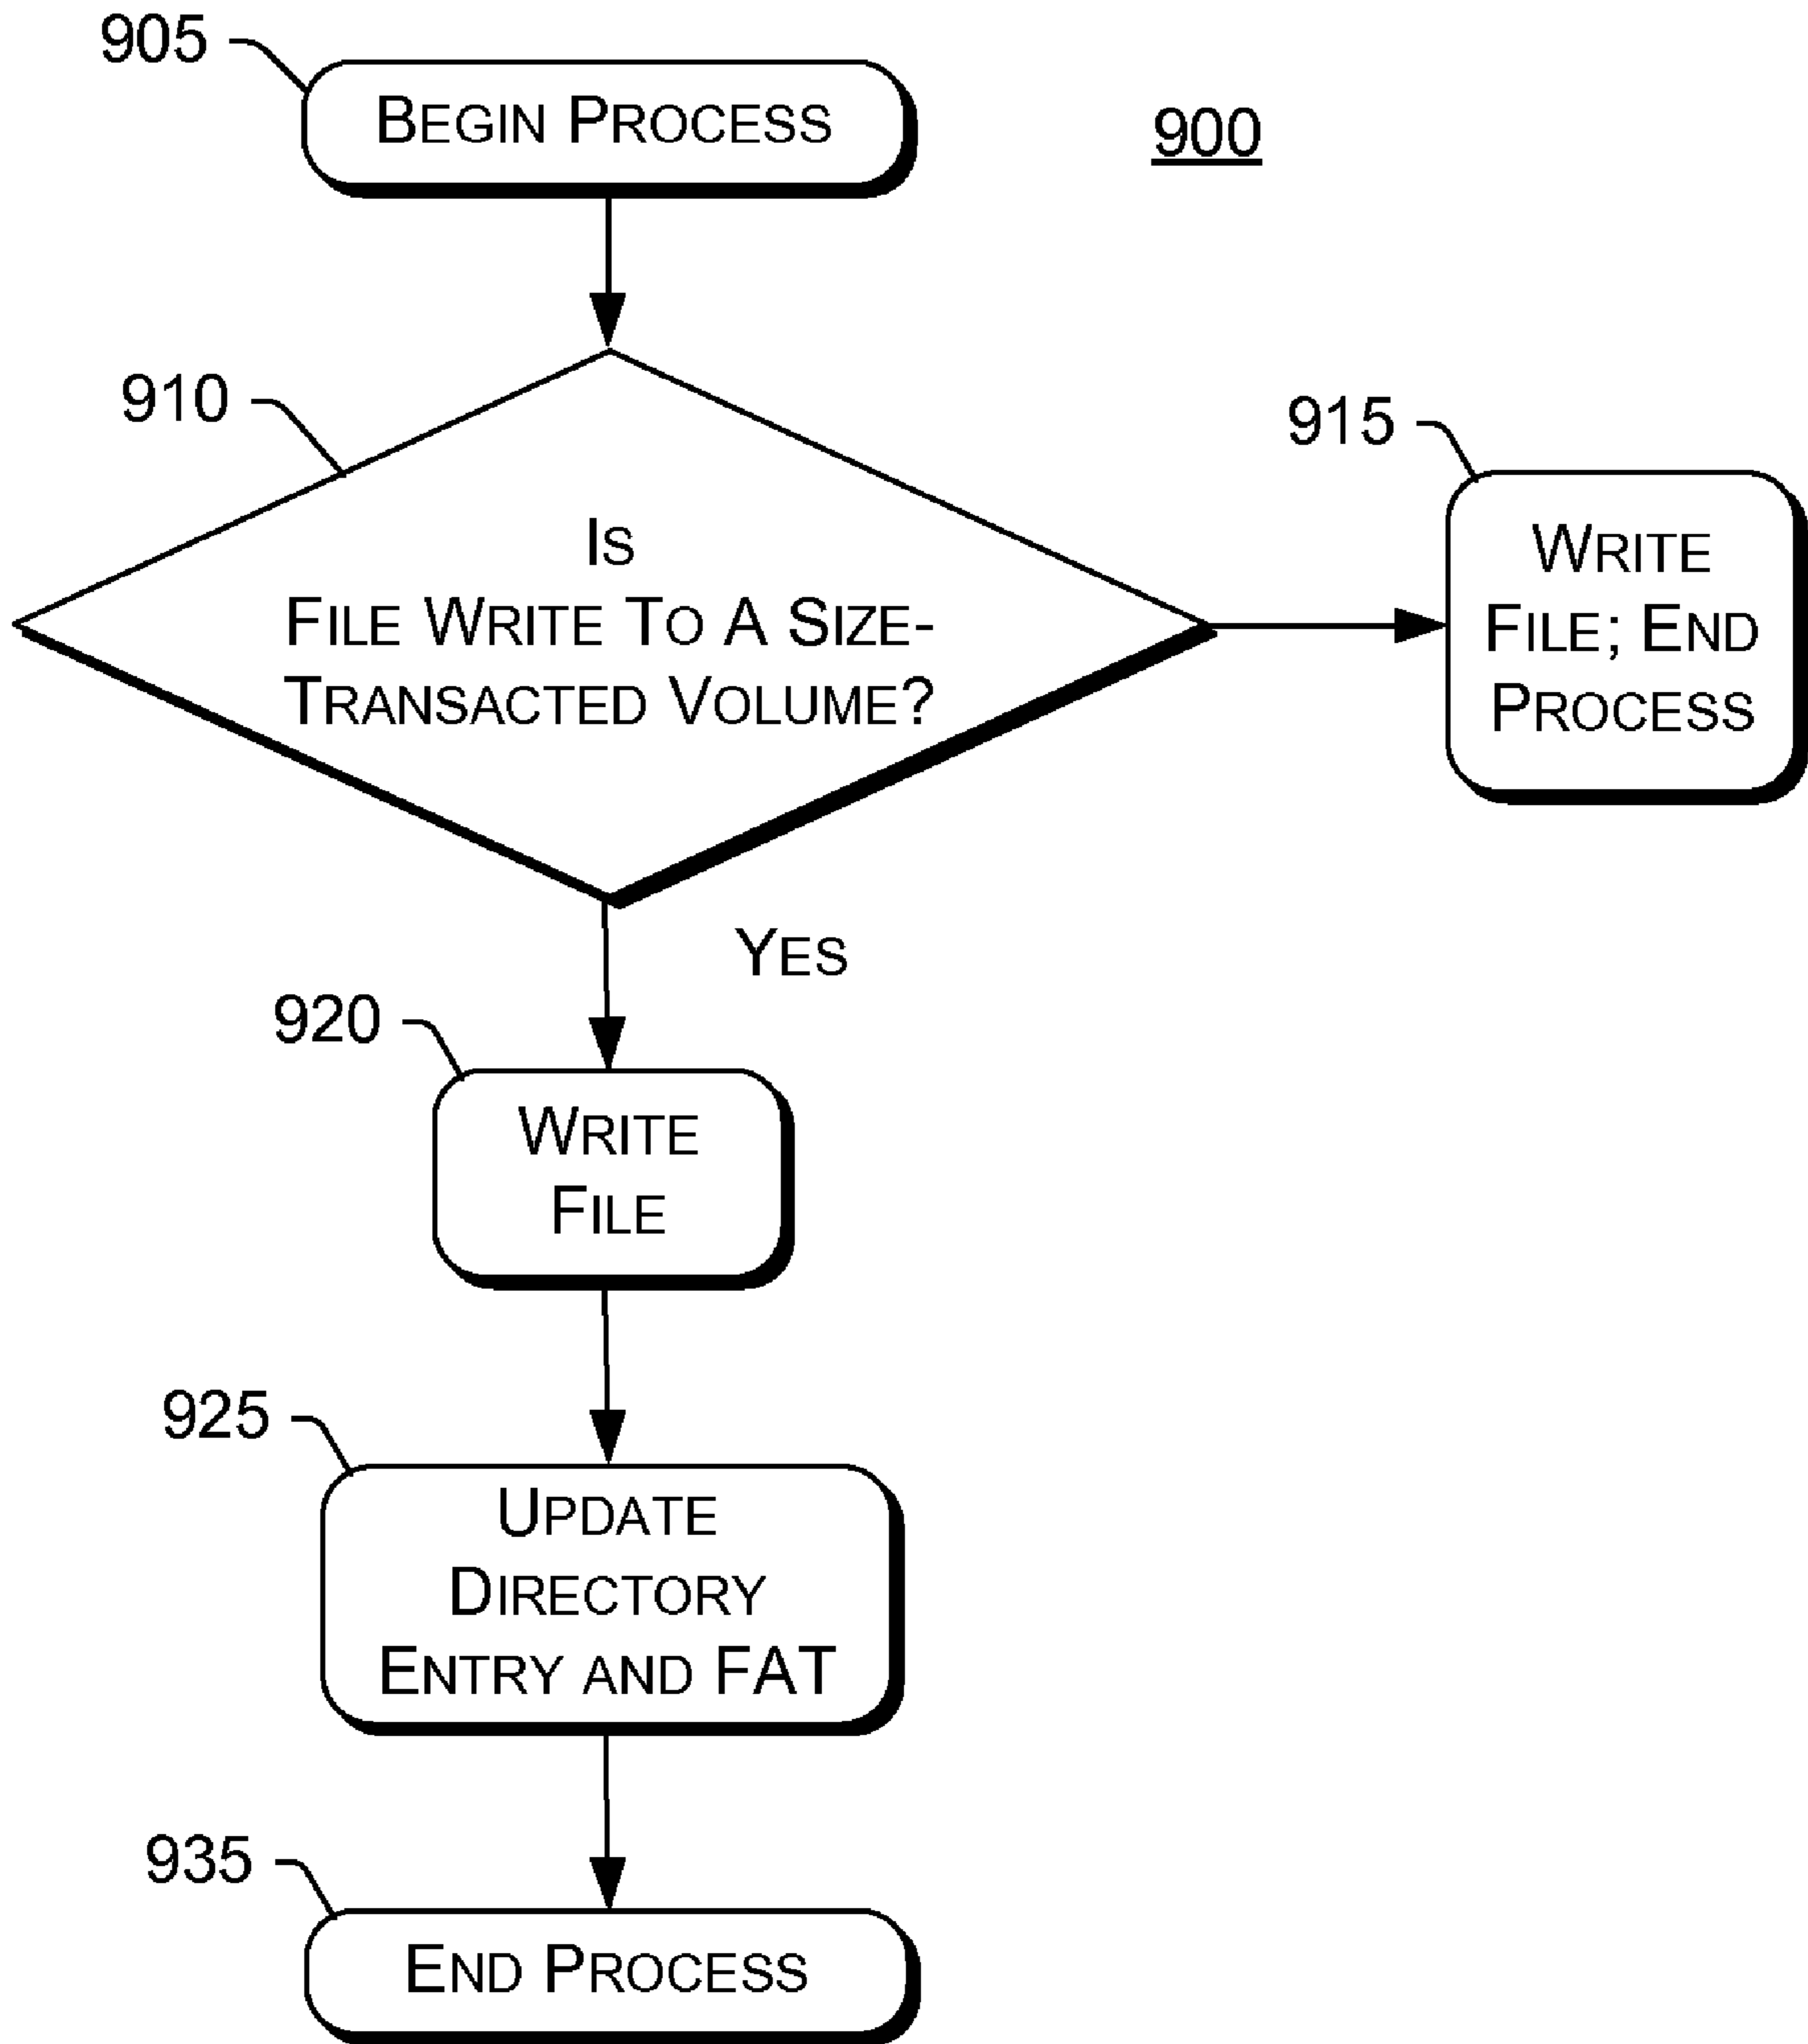 905
BEGIN PROCESS
900
910
IS
FILE WRITE TO A SIZE-
TRANSACTED VOLUME?
915
WRITE
FILE; END
PROCESS
YES
920
WRITE
FILE
925
UPDATE
DIRECTORY
ENTRY AND FAT
935
END PROCESS